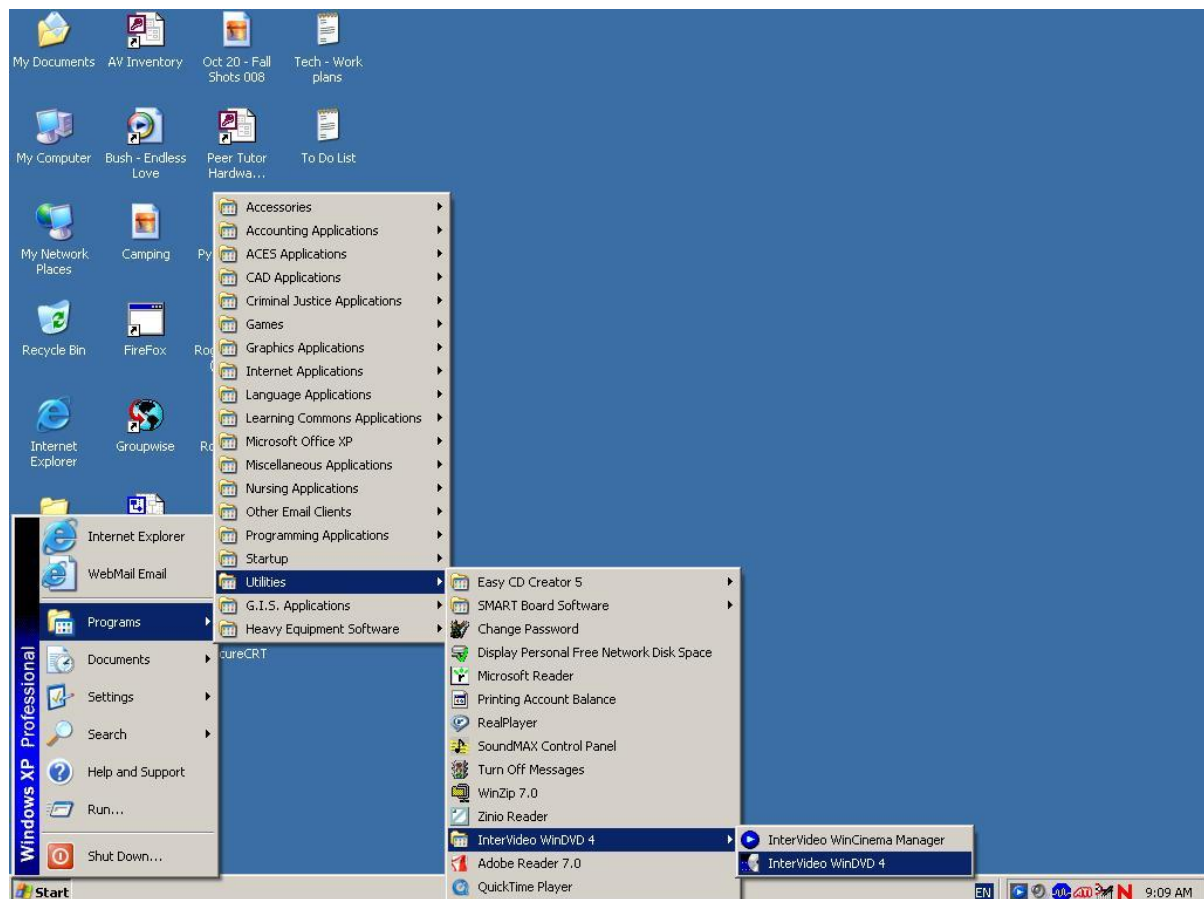 My Documents
AV Inventory
Oct 20 - Fall
Shots 008
Tech - Work
plans
My Computer
Bush - Endless
Love
Peer Tutor
Hardwa...
To Do List
My Network
Places
Camping
Py
Recycle Bin
FireFox
Internet
Explorer
Groupwise
cureCRT
Accessories
Accounting Applications
ACES Applications
CAD Applications
Criminal Justice Applications
Games
Graphics Applications
Internet Applications
Language Applications
Learning Commons Applications
Microsoft Office XP
Miscellaneous Applications
Nursing Applications
Other Email Clients
Programming Applications
Startup
Utilities
G.I.S. Applications
Heavy Equipment Software
Windows XP Professional
Internet Explorer
WebMail Email
Programs
Documents
Settings
Search
Help and Support
Run...
Shut Down...
Easy CD Creator 5
SMART Board Software
Change Password
Display Personal Free Network Disk Space
Microsoft Reader
Printing Account Balance
RealPlayer
SoundMAX Control Panel
Turn Off Messages
WinZip 7.0
Zinio Reader
InterVideo WinDVD 4
Adobe Reader 7.0
QuickTime Player
InterVideo WinCinema Manager
InterVideo WinDVD 4
Start
EN
N
9:09 AM